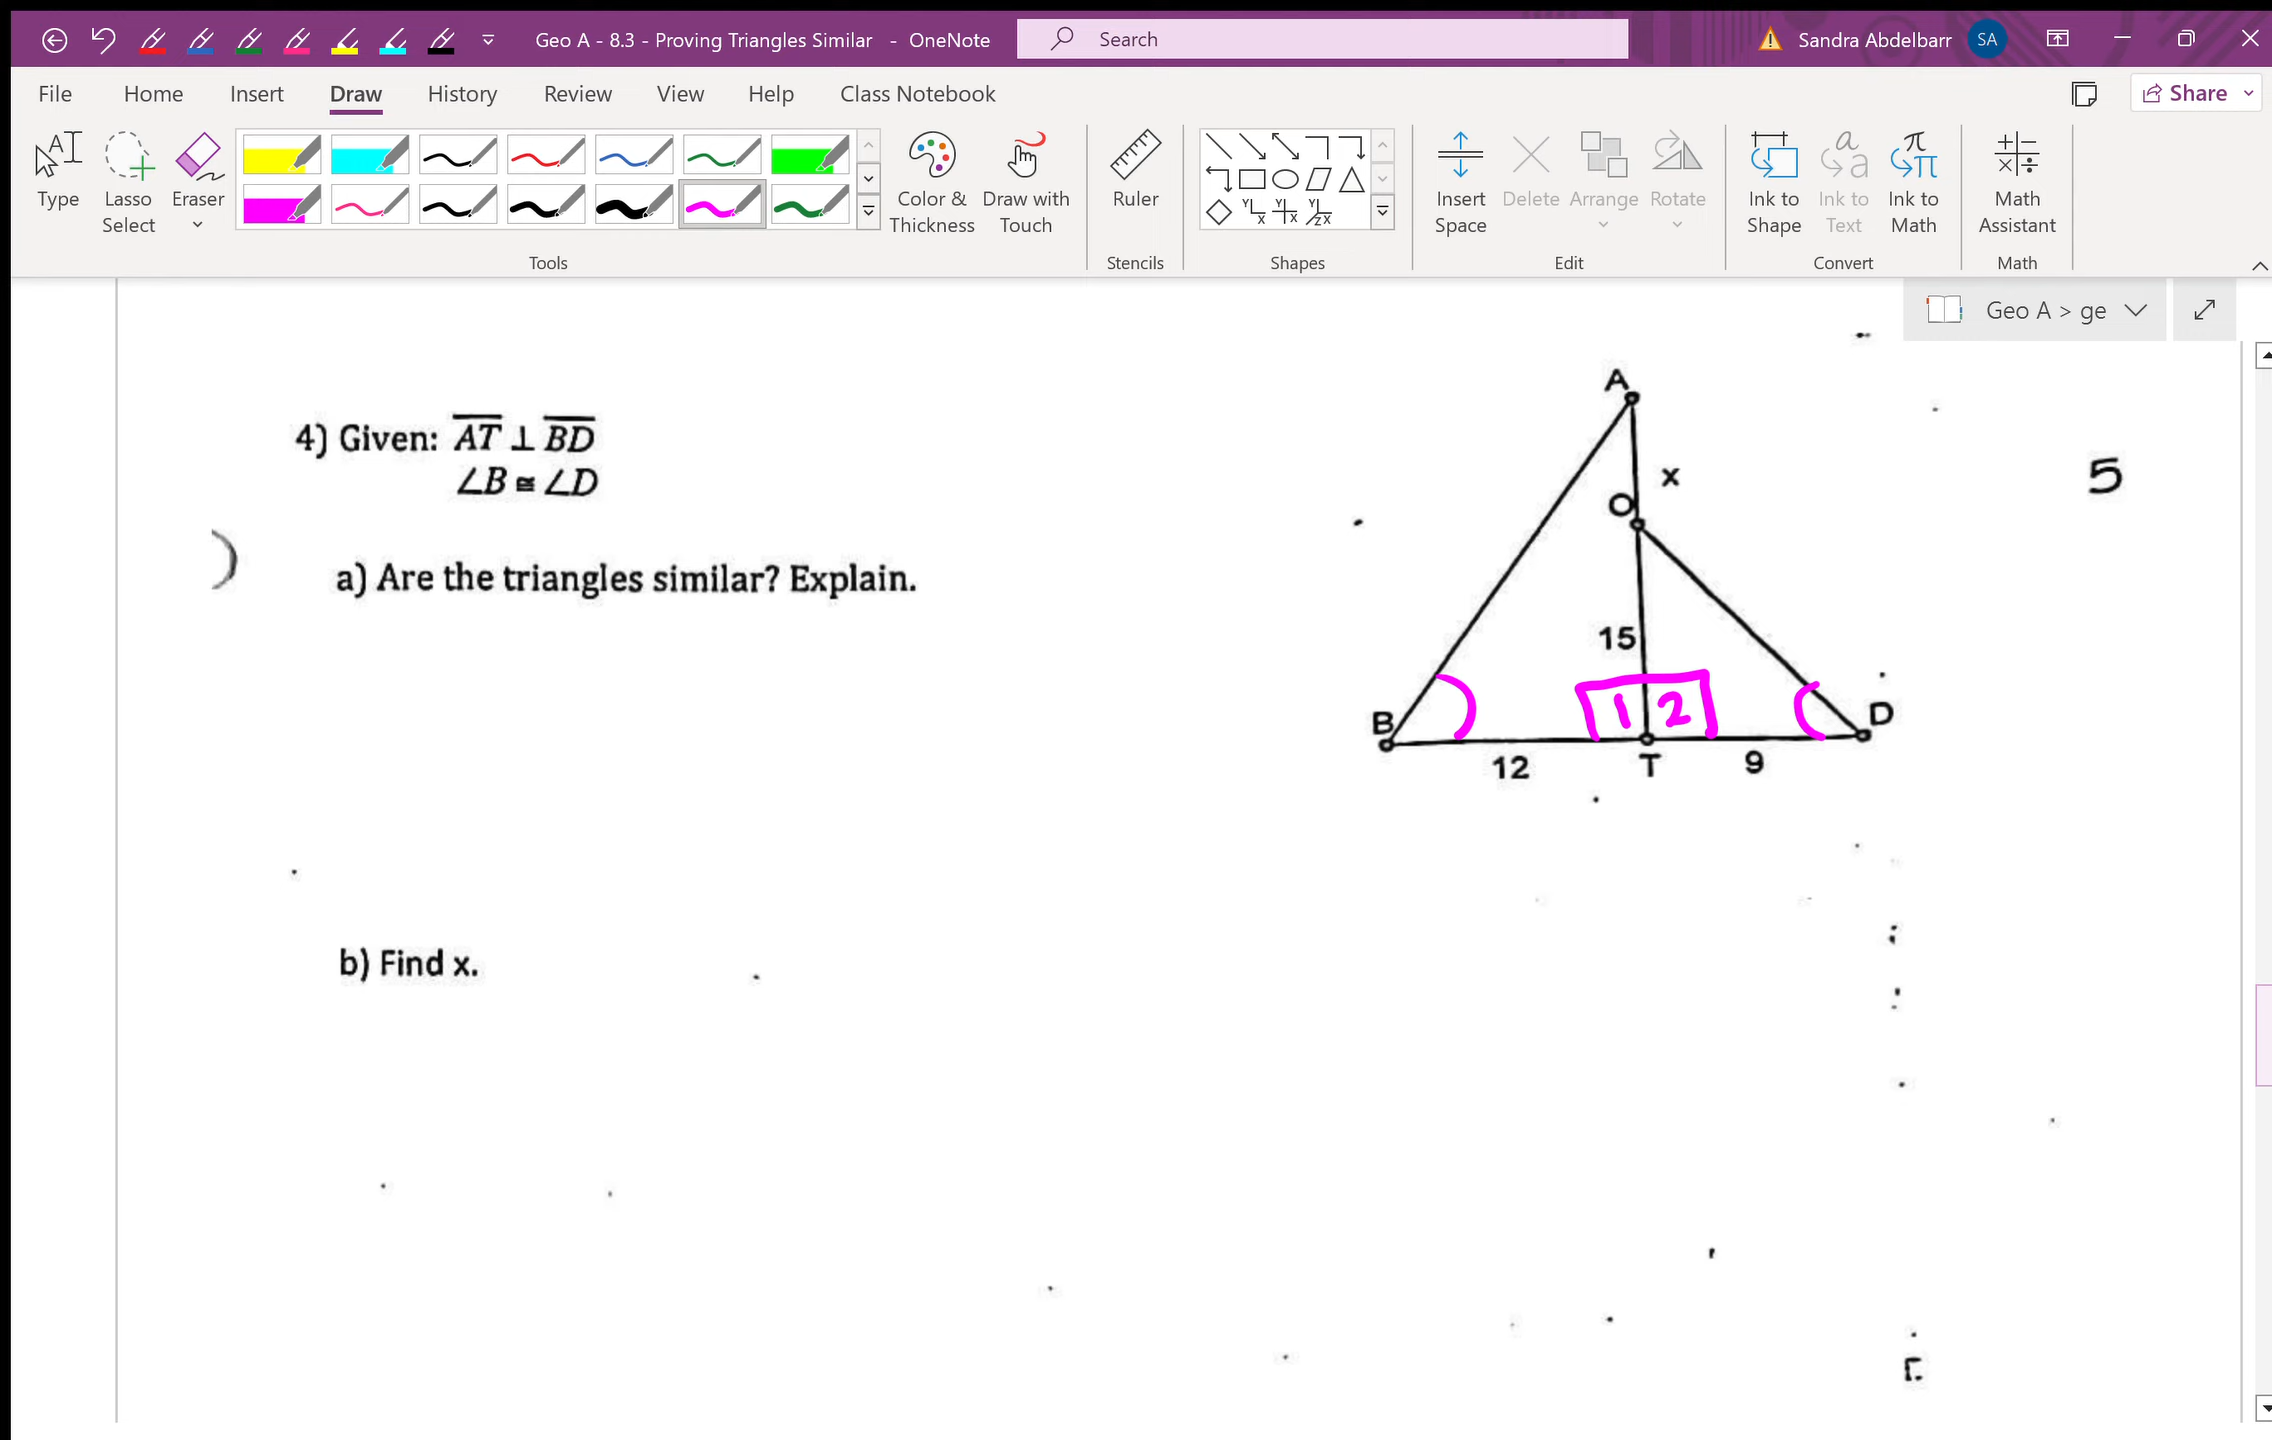 Geo A - 8.3 - Proving Triangles Similar - OneNote
Search
Sandra Abdelbarr SA
File Home Insert Draw History Review View Help Class Notebook
Share
Type
Lasso Select
Eraser
Color & Thickness
Draw with Touch
Ruler
Insert Space
Delete
Arrange
Rotate
Ink to Shape
Ink to Text
Ink to Math
Math Assistant
Tools Stencils Shapes Edit Convert Math
Geo A > ge
4) Given: A̅T̅ ⊥ B̅D̅
∠B ≅ ∠D
a) Are the triangles similar? Explain.
b) Find x.
A
x
O
15
1 2
B
D
12
T
9
5